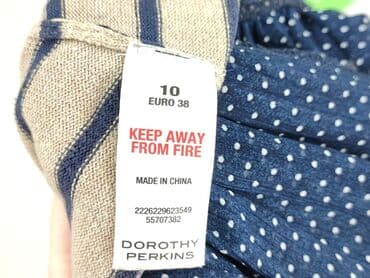 10
EURO 38
KEEP AWAY
FROM FIRE
MADE IN CHINA
2226229623549
55707382
DOROTHY
PERKINS